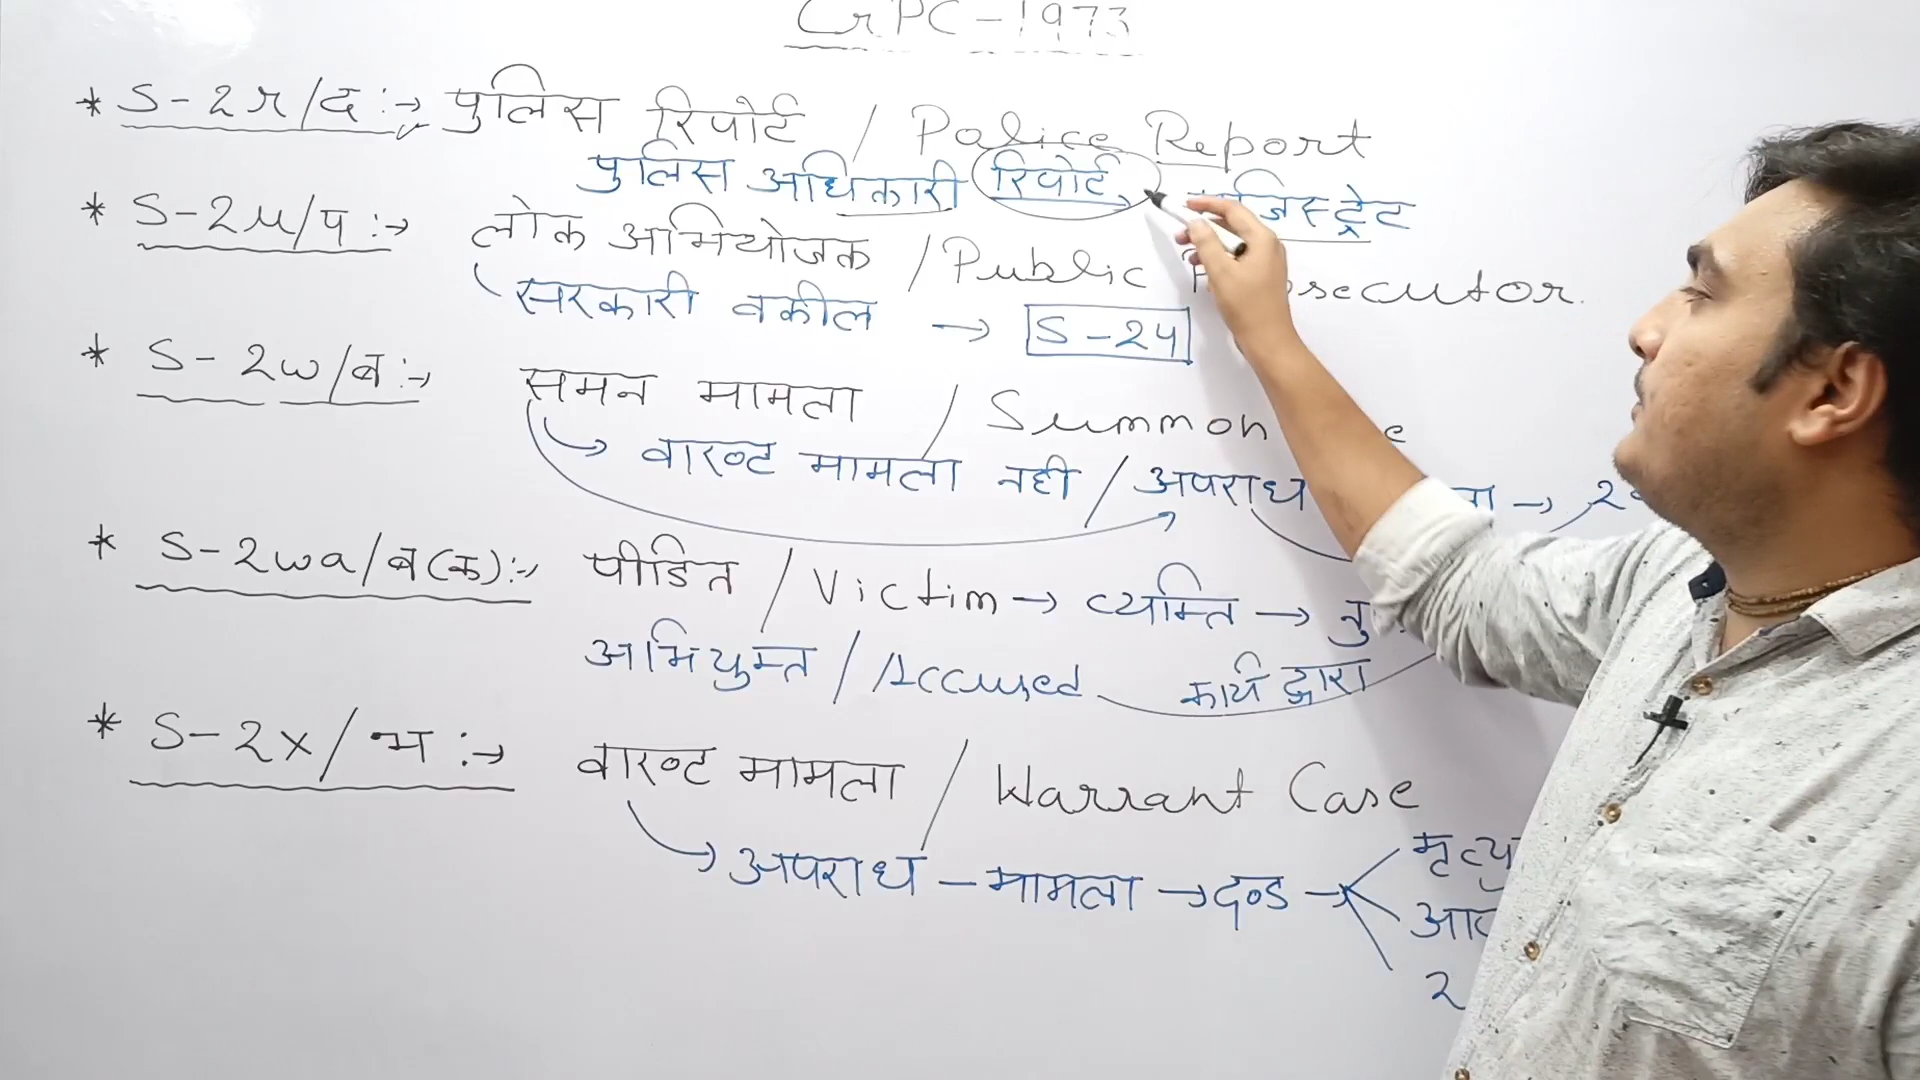 CrPC-1973
* S-2r/द :→ पुलिस रिपोर्ट / Police Report
पुलिस अधिकारी रिपोर्ट
* S-2u/प :→ लोक अभियोजक / Public
सरकारी वकील → S-24
* S-2w/ब :→ समन मामला / Summon
वारण्ट मामला नही / अपराध
* S-2wa/ब(क) :→ पीडित / Victim → व्यक्ति →
अभियुक्त / Accused कार्य द्वारा
* S-2x/भ :→ वारण्ट मामला / Warrant Case
अपराध - मामला → दण्ड →
मृत्यु
2